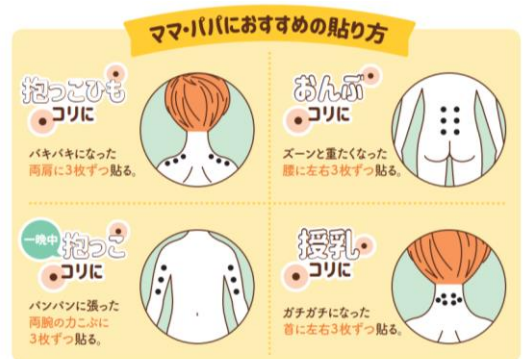 ママ・パパにおすすめの貼り方
抱っこひも
コリに
バキバキになった
両肩に3枚ずつ貼る。
おんぶ
コリに
ズーンと重たくなった
腰に左右3枚ずつ貼る。
一晩中
抱っこ
コリに
パンパンに張った
両腕の力こぶに
3枚ずつ貼る。
授乳
コリに
ガチガチになった
首に左右3枚ずつ貼る。